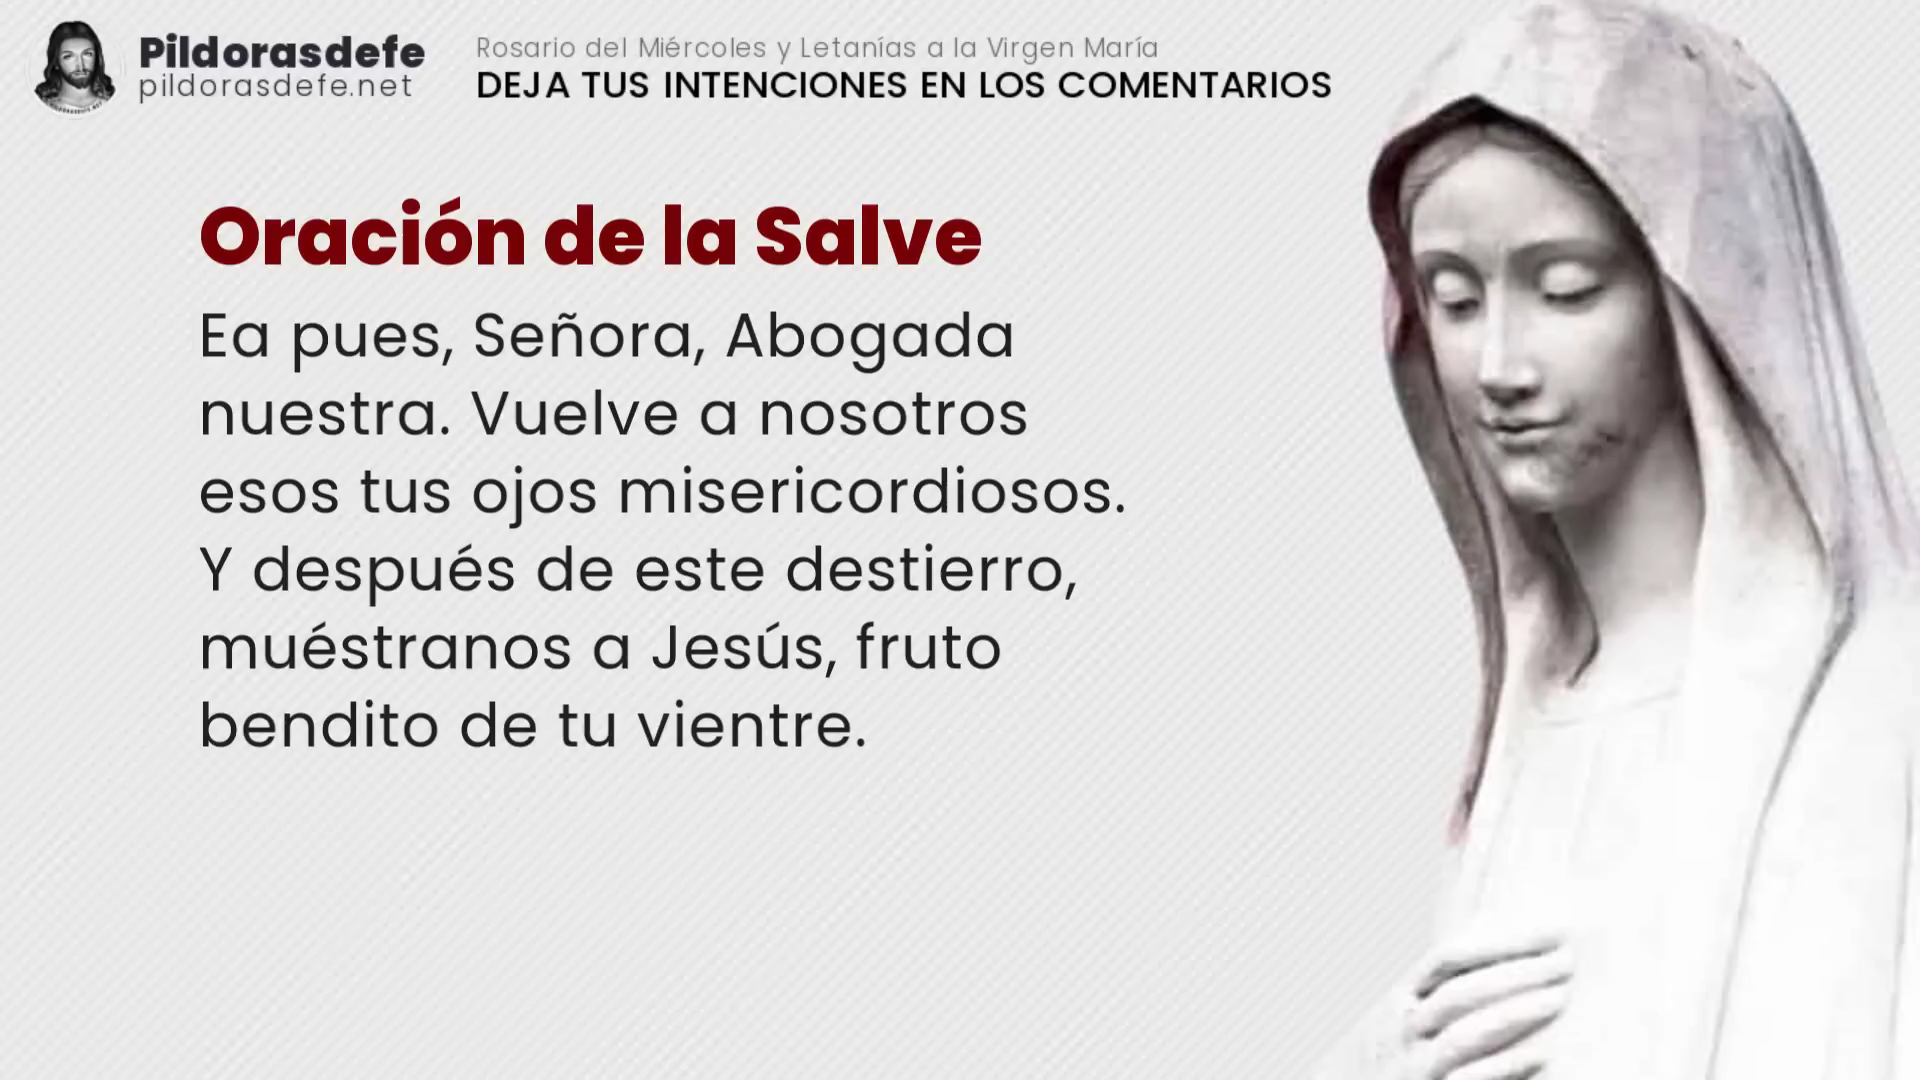 Pildorasdefe
pildorasdefe.net
Rosario del Miércoles y Letanías a la Virgen María
DEJA TUS INTENCIONES EN LOS COMENTARIOS
Oración de la Salve
Ea pues, Señora, Abogada
nuestra. Vuelve a nosotros
esos tus ojos misericordiosos.
Y después de este destierro,
muéstranos a Jesús, fruto
bendito de tu vientre.